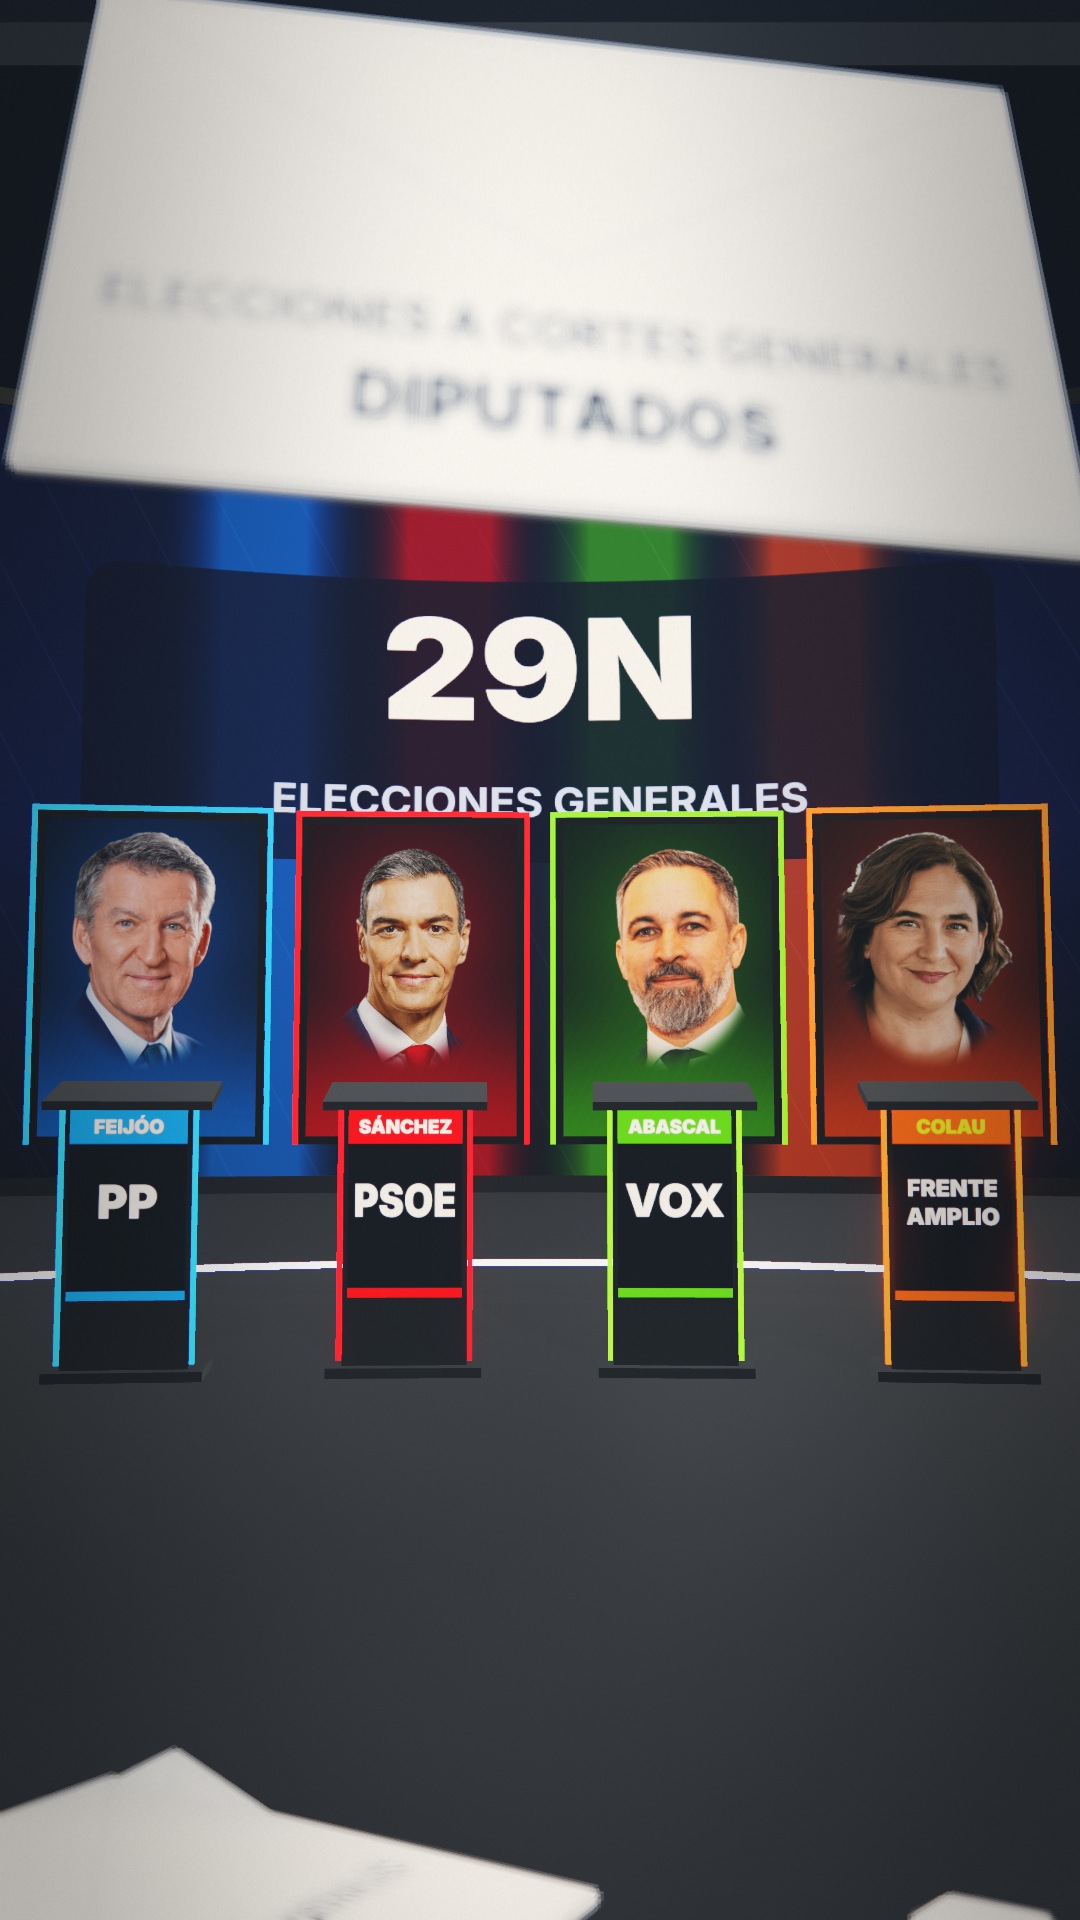 ELECCIONES A CORTES GENERALES
DIPUTADOS
29N
ELECCIONES GENERALES
FEIJÓO
SÁNCHEZ
ABASCAL
COLAU
PP
PSOE
VOX
FRENTE
AMPLIO